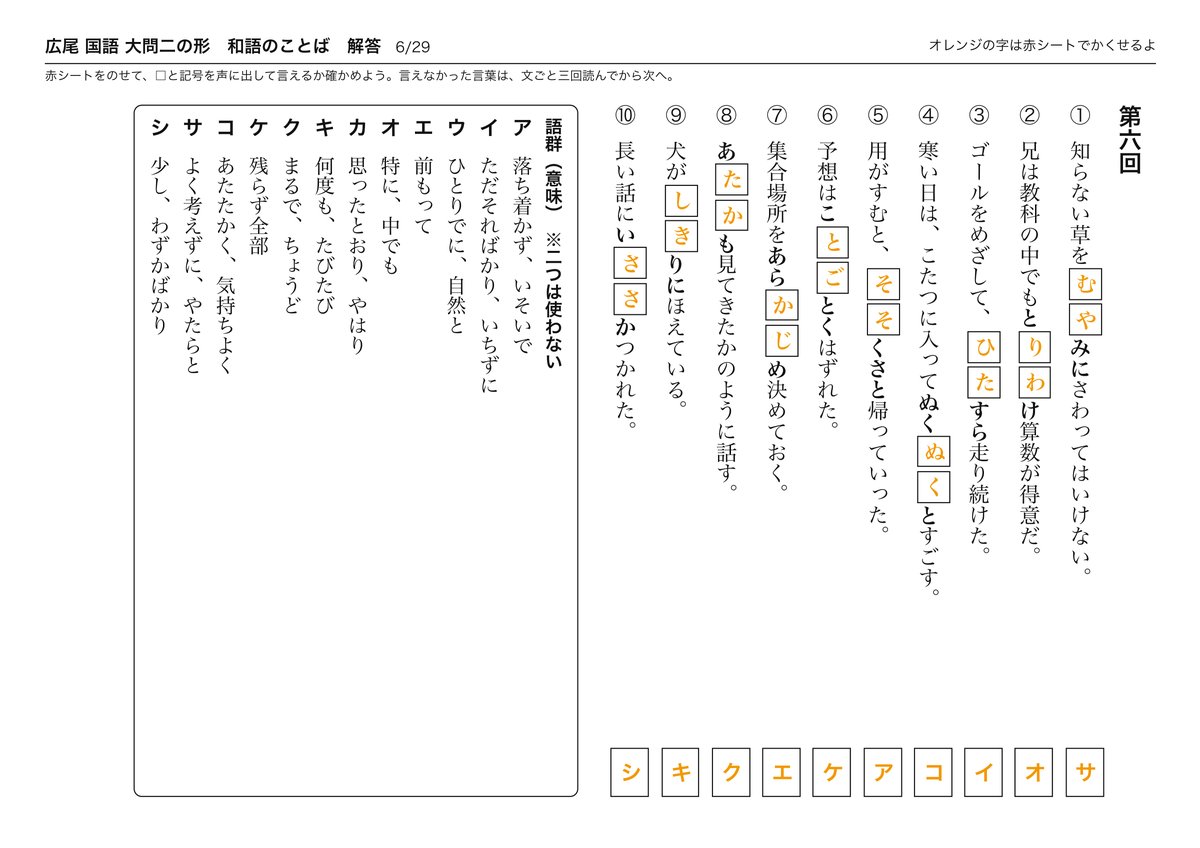 広尾 国語 大問二の形　和語のことば　解答 6/29
オレンジの字は赤シートでかくせるよ
赤シートをのせて、□と記号を声に出して言えるか確かめよう。言えなかった言葉は、文ごと三回読んでから次へ。
第六回
① 知らない草をむやみにさわってはいけない。 サ
② 兄は教科の中でもとりわけ算数が得意だ。 オ
③ ゴールをめざして、ひたすら走り続けた。 イ
④ 寒い日は、こたつに入ってぬくぬくとすごす。 コ
⑤ 用がすむと、そそくさと帰っていった。 ア
⑥ 予想はことごとくはずれた。 ケ
⑦ 集合場所をあらかじめ決めておく。 エ
⑧ あたかも見てきたかのように話す。 ク
⑨ 犬がしきりにほえている。 キ
⑩ 長い話にいささかつかれた。 シ
語群（意味）　※二つは使わない
ア　落ち着かず、いそいで
イ　ただそればかり、いちずに
ウ　ひとりでに、自然と
エ　前もって
オ　特に、中でも
カ　思ったとおり、やはり
キ　何度も、たびたび
ク　まるで、ちょうど
ケ　残らず全部
コ　あたたかく、気持ちよく
サ　よく考えずに、やたらと
シ　少し、わずかばかり